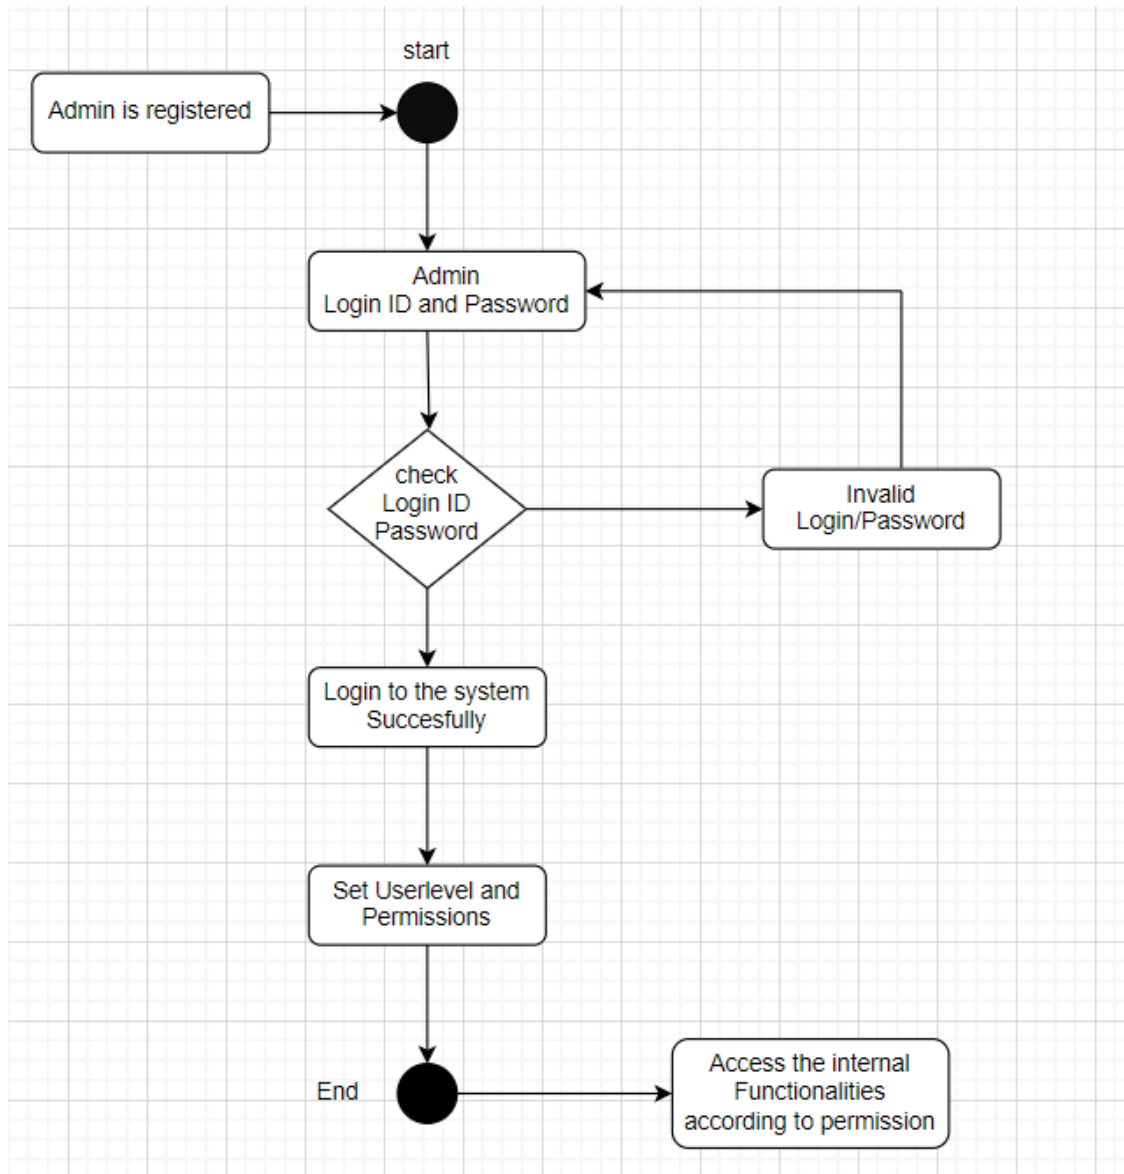 start
Admin is registered
Admin
Login ID and Password
check
Login ID
Password
Invalid
Login/Password
Login to the system
Succesfully
Set Userlevel and
Permissions
End
Access the internal
Functionalities
according to permission